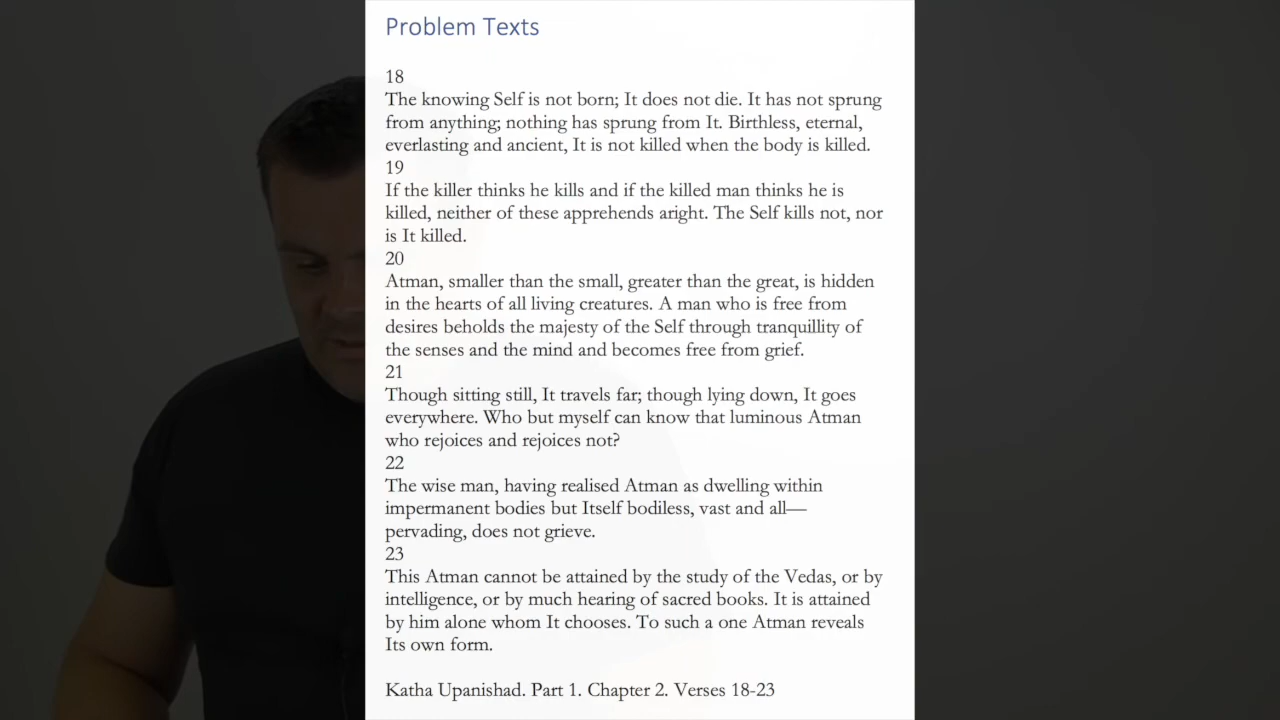 Problem Texts
18
The knowing Self is not born; It does not die. It has not sprung
from anything; nothing has sprung from It. Birthless, eternal,
everlasting and ancient, It is not killed when the body is killed.
19
If the killer thinks he kills and if the killed man thinks he is
killed, neither of these apprehends aright. The Self kills not, nor
is It killed.
20
Atman, smaller than the small, greater than the great, is hidden
in the hearts of all living creatures. A man who is free from
desires beholds the majesty of the Self through tranquillity of
the senses and the mind and becomes free from grief.
21
Though sitting still, It travels far; though lying down, It goes
everywhere. Who but myself can know that luminous Atman
who rejoices and rejoices not?
22
The wise man, having realised Atman as dwelling within
impermanent bodies but Itself bodiless, vast and all—
pervading, does not grieve.
23
This Atman cannot be attained by the study of the Vedas, or by
intelligence, or by much hearing of sacred books. It is attained
by him alone whom It chooses. To such a one Atman reveals
Its own form.
Katha Upanishad. Part 1. Chapter 2. Verses 18-23